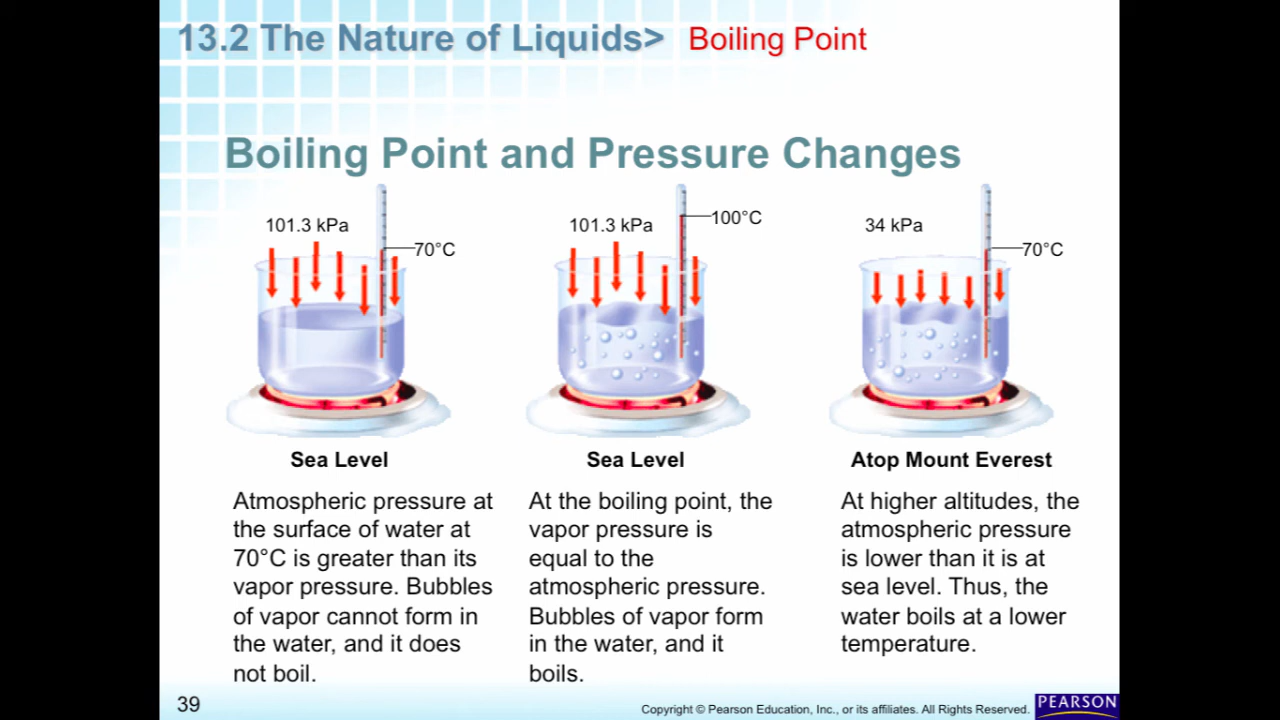 13.2 The Nature of Liquids> Boiling Point
Boiling Point and Pressure Changes
101.3 kPa
70°C
101.3 kPa
100°C
34 kPa
70°C
Sea Level
Atmospheric pressure at
the surface of water at
70°C is greater than its
vapor pressure. Bubbles
of vapor cannot form in
the water, and it does
not boil.
Sea Level
At the boiling point, the
vapor pressure is
equal to the
atmospheric pressure.
Bubbles of vapor form
in the water, and it
boils.
Atop Mount Everest
At higher altitudes, the
atmospheric pressure
is lower than it is at
sea level. Thus, the
water boils at a lower
temperature.
39
Copyright © Pearson Education, Inc., or its affiliates. All Rights Reserved.
PEARSON